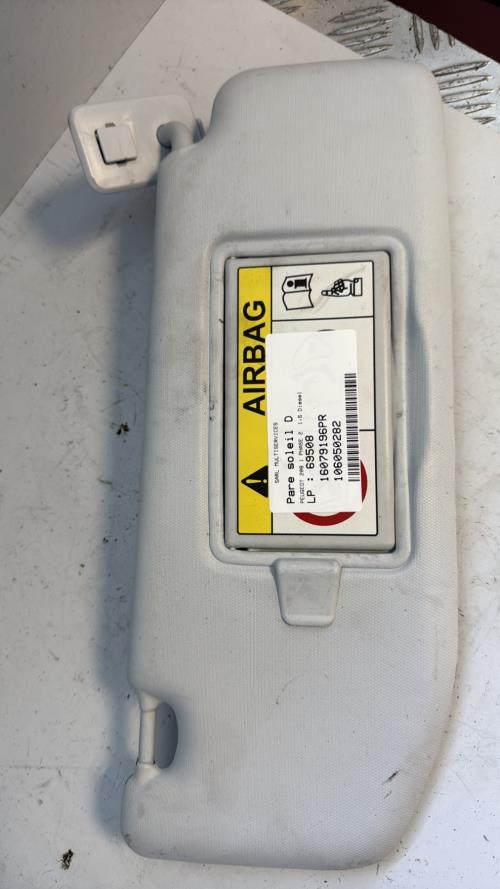 AIRBAG
SARL MULTISERVICES
Pare soleil D
PEUGEOT 208 1 PHASE 2 1.6 Diesel
LP : 69508
16079196PR
106050282